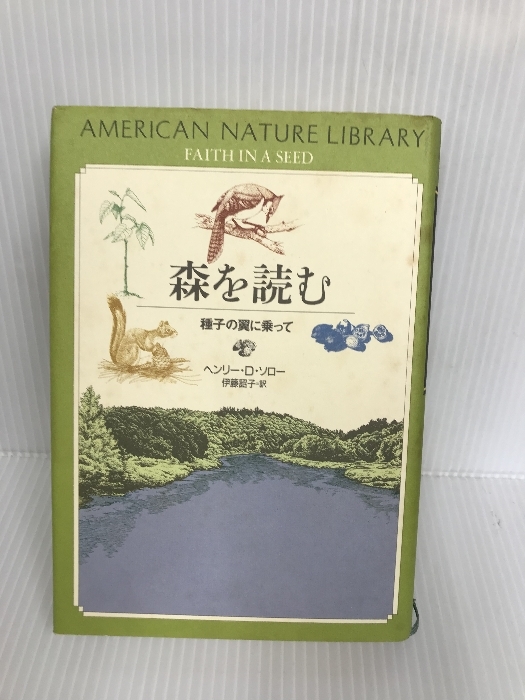 AMERICAN NATURE LIBRARY
FAITH IN A SEED
森を読む
種子の翼に乗って
ヘンリー・D・ソロー
伊藤詔子=訳